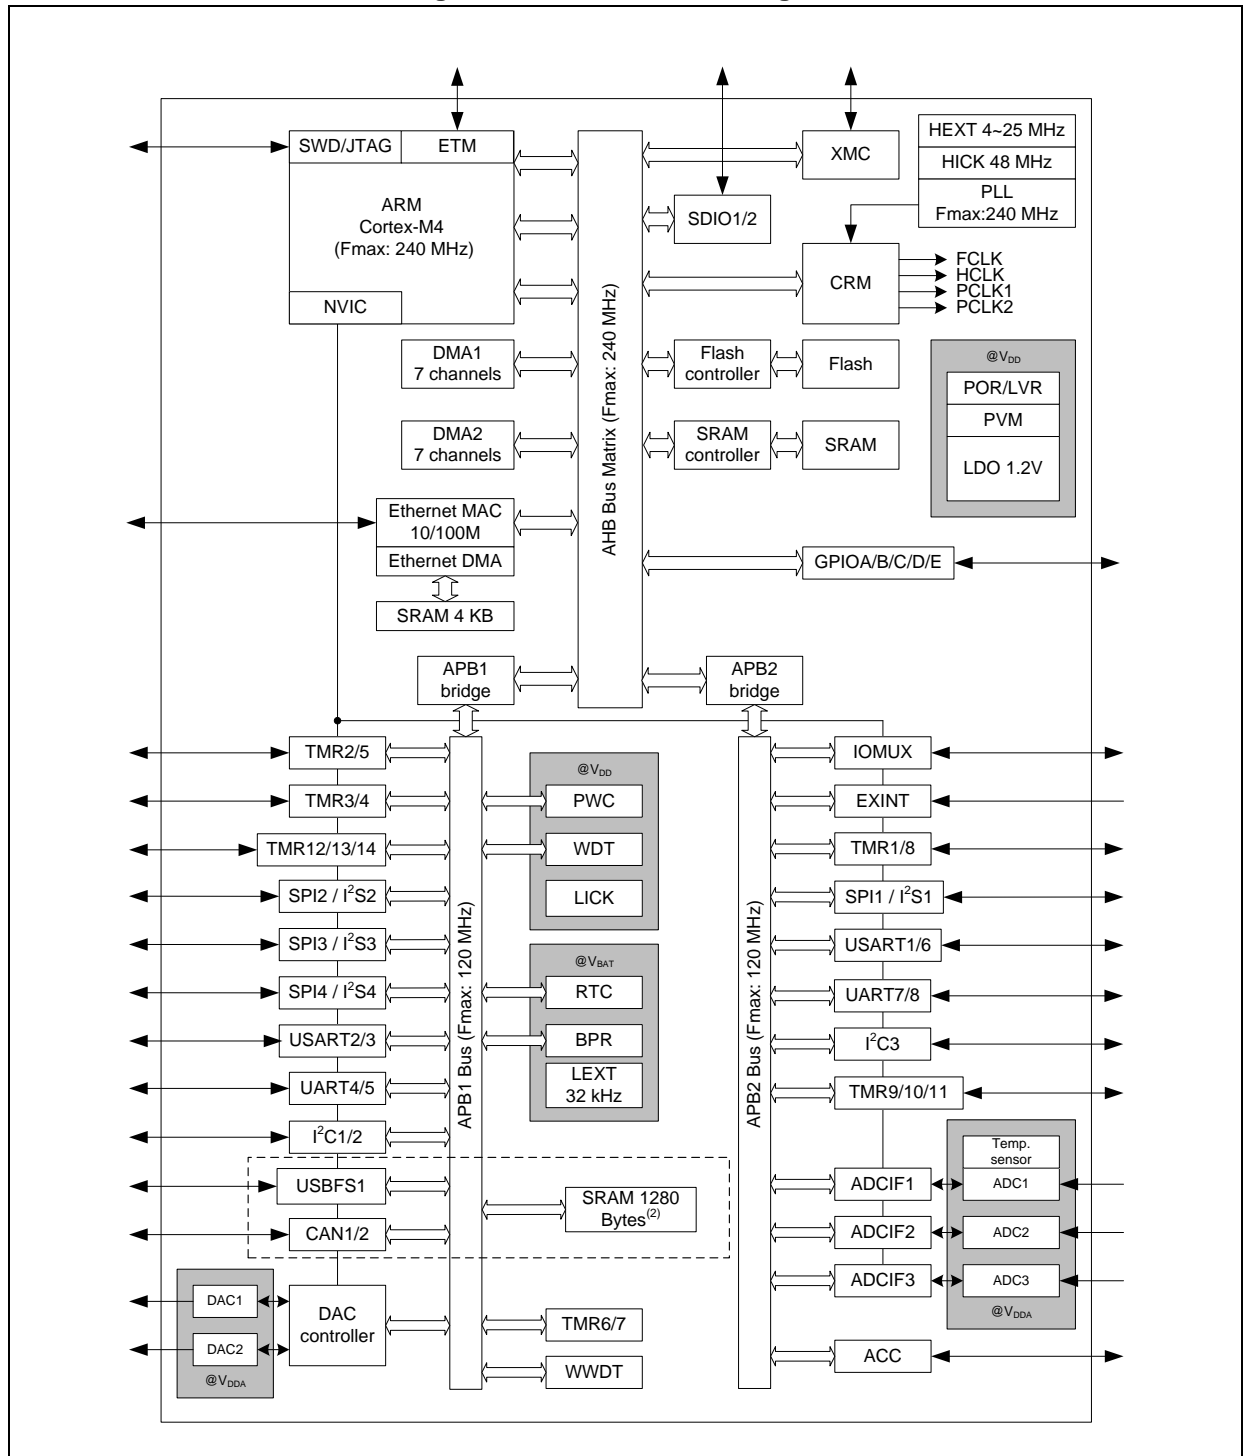 SWD/JTAG
ETM
ARM
Cortex-M4
(Fmax: 240 MHz)
NVIC
DMA1
7 channels
DMA2
7 channels
Ethernet MAC
10/100M
Ethernet DMA
SRAM 4 KB
APB1
bridge
AHB Bus Matrix (Fmax: 240 MHz)
XMC
SDIO1/2
CRM
HEXT 4~25 MHz
HICK 48 MHz
PLL
Fmax:240 MHz
FCLK
HCLK
PCLK1
PCLK2
Flash
controller
Flash
SRAM
controller
SRAM
@VDD
POR/LVR
PVM
LDO 1.2V
GPIOA/B/C/D/E
APB2
bridge
TMR2/5
TMR3/4
TMR12/13/14
SPI2 / I²S2
SPI3 / I²S3
SPI4 / I²S4
USART2/3
UART4/5
I²C1/2
USBFS1
CAN1/2
DAC1
DAC2
@VDDA
DAC
controller
APB1 Bus (Fmax: 120 MHz)
@VDD
PWC
WDT
LICK
@VBAT
RTC
BPR
LEXT
32 kHz
SRAM 1280
Bytes(2)
TMR6/7
WWDT
APB2 Bus (Fmax: 120 MHz)
IOMUX
EXINT
TMR1/8
SPI1 / I²S1
USART1/6
UART7/8
I²C3
TMR9/10/11
ADCIF1
ADCIF2
ADCIF3
ACC
Temp.
sensor
ADC1
ADC2
ADC3
@VDDA